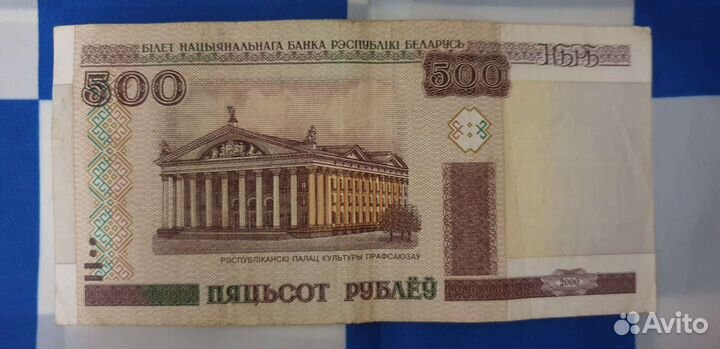 БІЛЕТ НАЦЫЯНАЛЬНАГА БАНКА РЭСПУБЛІКІ БЕЛАРУСЬ
НБРБ
500
500
РЭСПУБЛІКАНСКІ ПАЛАЦ КУЛЬТУРЫ ПРАФСАЮЗАЎ
ПЯЦЬСОТ РУБЛЁЎ
2000
Avito